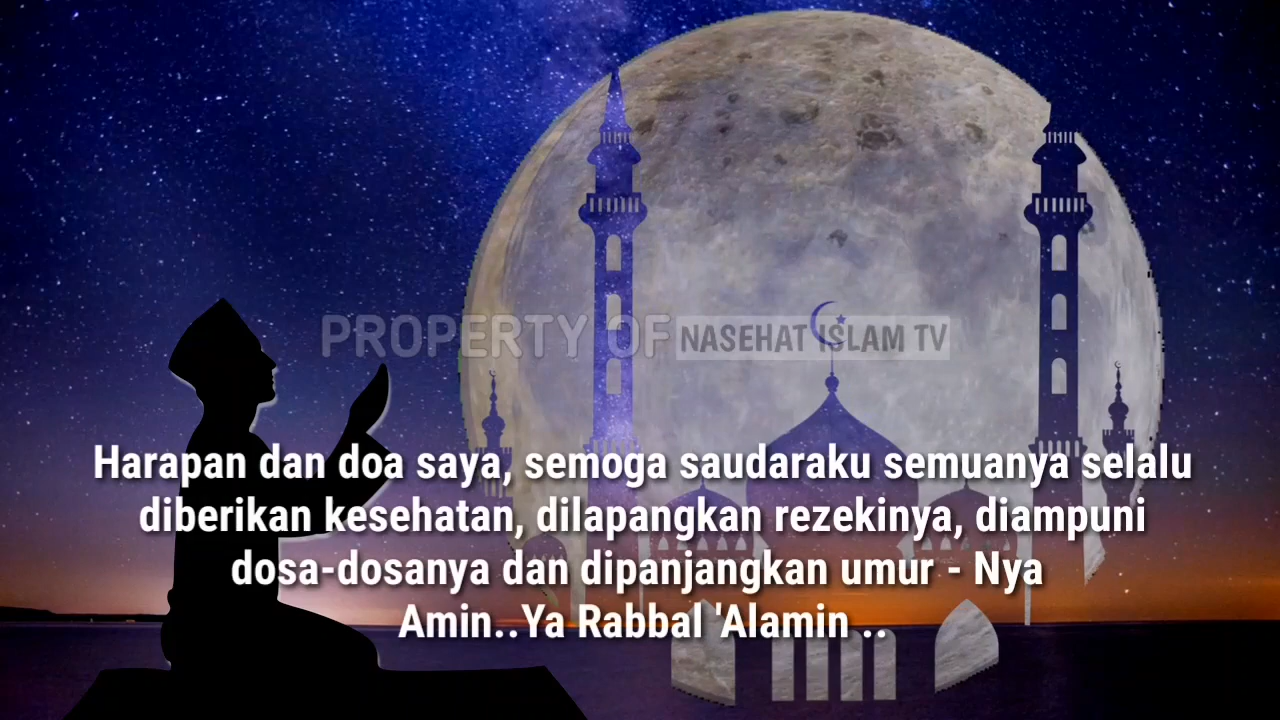 PROPERTY OF NASEHAT ISLAM TV
Harapan dan doa saya, semoga saudaraku semuanya selalu
diberikan kesehatan, dilapangkan rezekinya, diampuni
dosa-dosanya dan dipanjangkan umur - Nya
Amin..Ya Rabbal 'Alamin ..